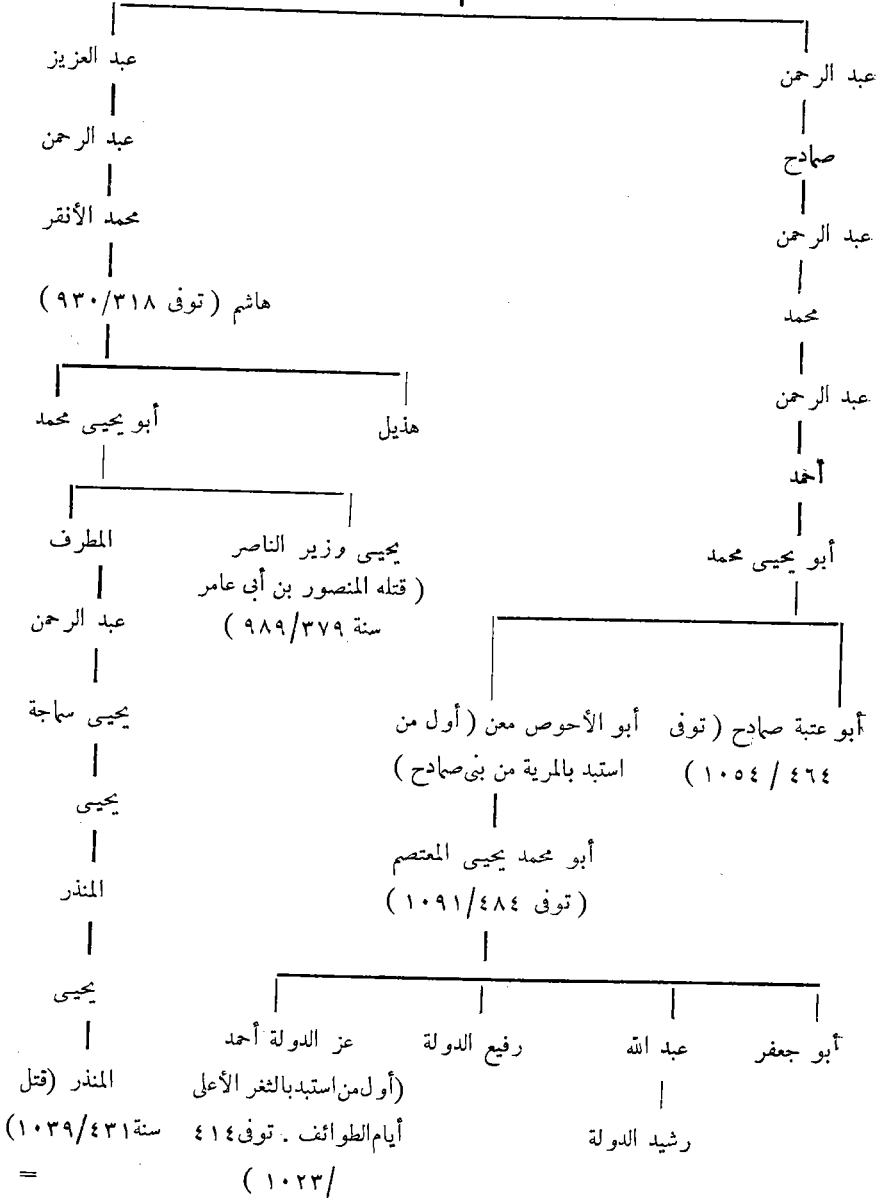 عبد الرحمن    عبد العزيز
صمادح    عبد الرحمن
عبد الرحمن    محمد الأنقر
محمد    هاشم ( توفى ٩٣٠/٣١٨ )
عبد الرحمن    هذيل    أبو يحيى محمد
أحمد
أبو يحيى محمد    يحيى وزير الناصر    المطرف
( قتله المنصور بن أبى عامر    عبد الرحمن
سنة ٩٨٩/٣٧٩ )
أبو عتبة صمادح ( توفى    أبو الأحوص معن ( أول من    يحيى سماجة
١٠٥٤ / ٤٦٤ )    استبد بالمرية من بنى صمادح )
يحيى
أبو محمد يحيى المعتصم    المنذر
( توفى ١٠٩١/٤٨٤ )
يحيى
أبو جعفر    عبد الله    رفيع الدولة    عز الدولة أحمد
رشيد الدولة    (أول من استبد بالثغر الأعلى    المنذر (قتل
أيام الطوائف . توفى ٤١٤    سنة ١٠٣٩/٤٣١)
/١٠٢٣ )    =